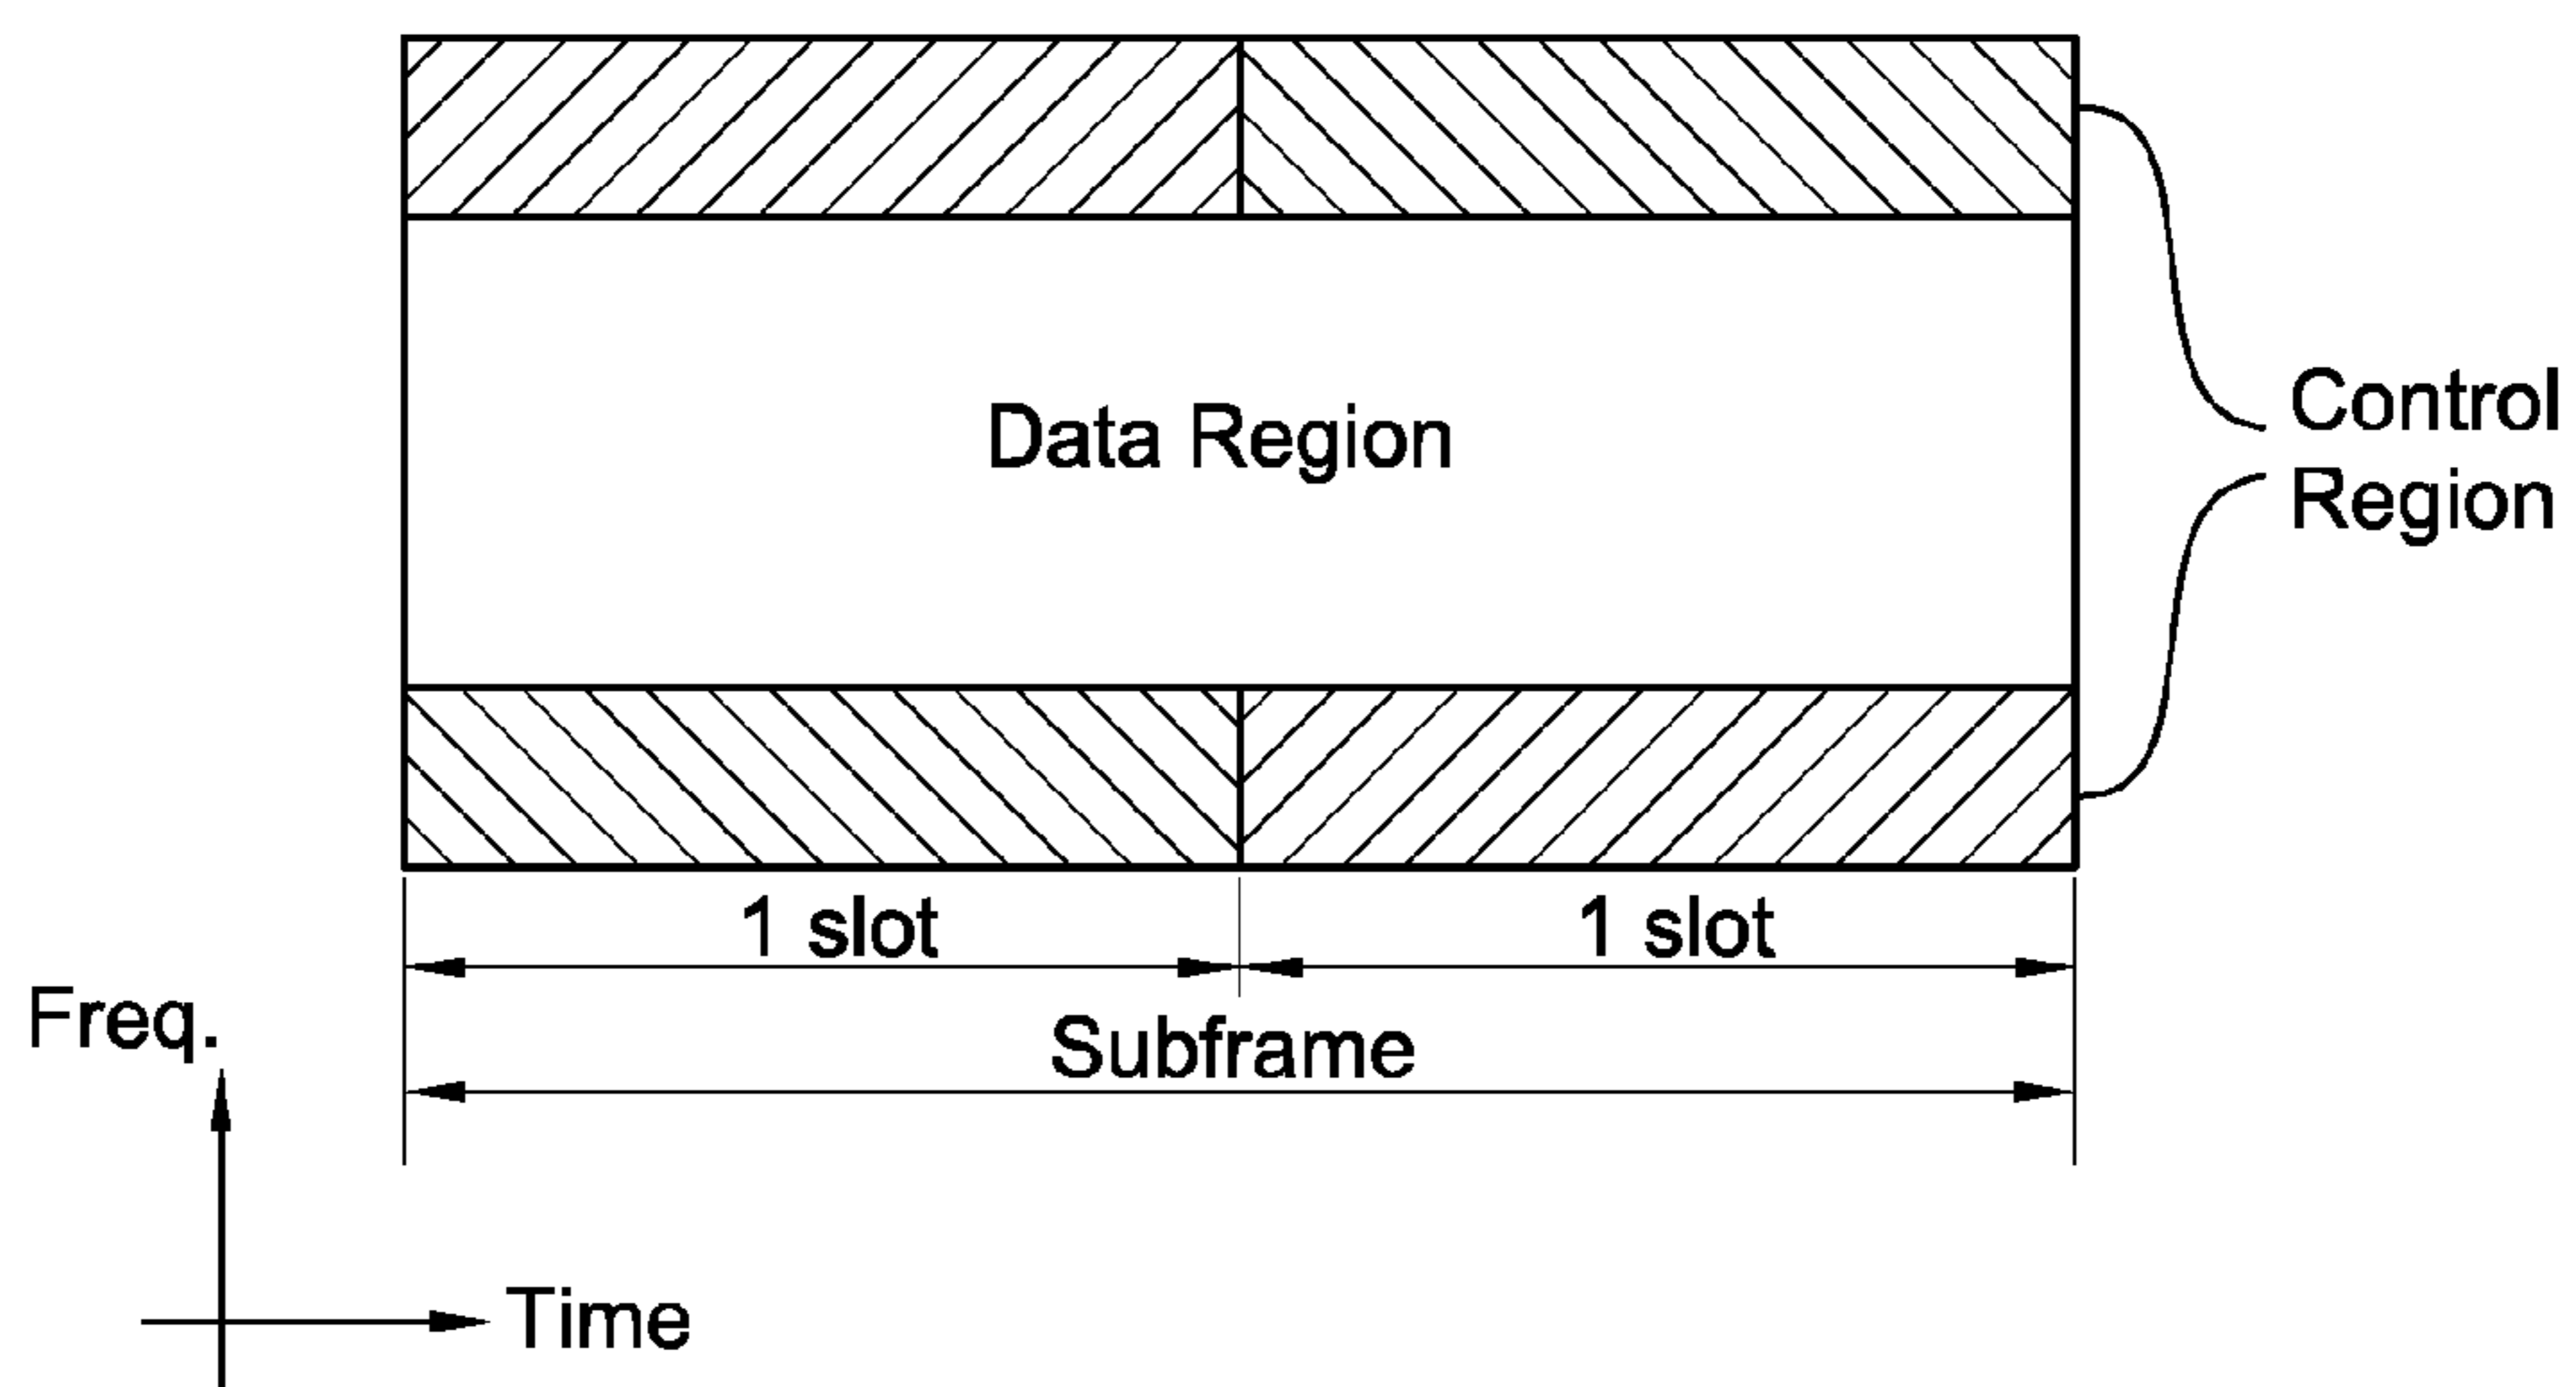 Data Region
Control
Region
1 slot
1 slot
Subframe
Freq.
Time